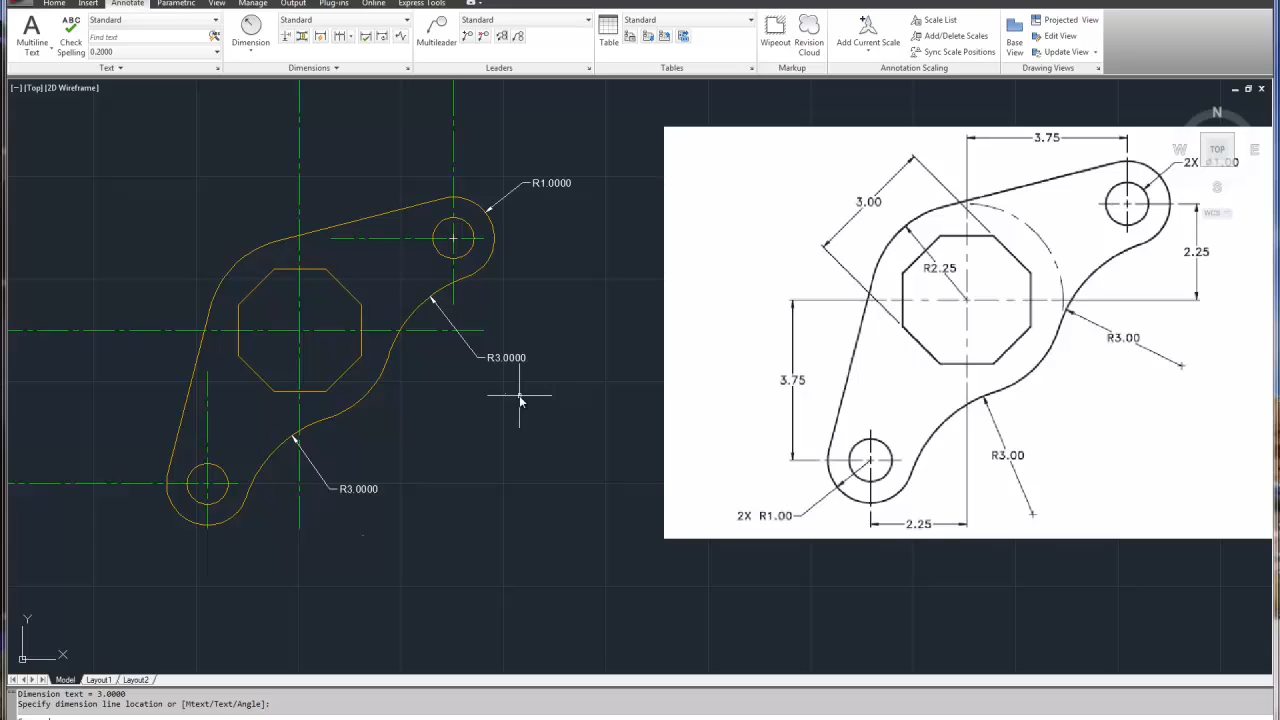 Home Insert Annotate Parametric View Manage Output Plug-ins Online Express Tools
Multiline Text
Check Spelling
Standard
Find text
0.2000
Text
Dimension
Standard
Dimensions
Multileader
Standard
Leaders
Table
Standard
Tables
Wipeout
Revision Cloud
Markup
Add Current Scale
Scale List
Add/Delete Scales
Sync Scale Positions
Annotation Scaling
Base View
Projected View
Edit View
Update View
Drawing Views
[−] [Top] [2D Wireframe]
R1.0000
R3.0000
R3.0000
3.75
N
W
TOP
E
S
WCS
2X Ø1.00
3.00
R2.25
2.25
R3.00
3.75
R3.00
2X R1.00
2.25
Y
X
Model Layout1 Layout2
Dimension text = 3.0000
Specify dimension line location or [Mtext/Text/Angle]: